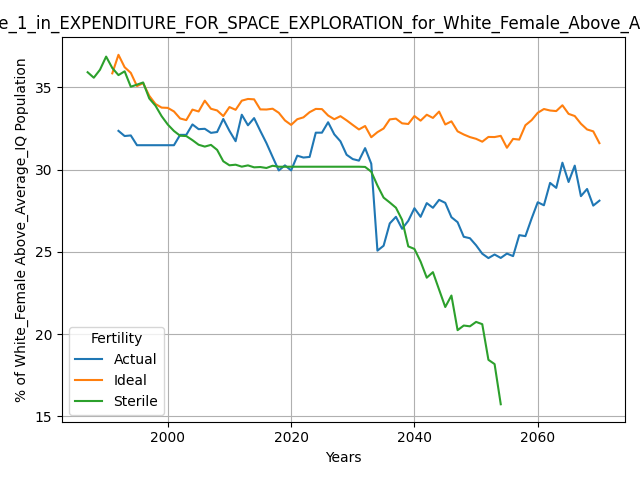 e_1_in_EXPENDITURE_FOR_SPACE_EXPLORATION_for_White_Female_Above_A
% of White_Female Above_Average_IQ Population
35
30
25
20
15
Fertility
Actual
Ideal
Sterile
2000
2020
2040
2060
Years